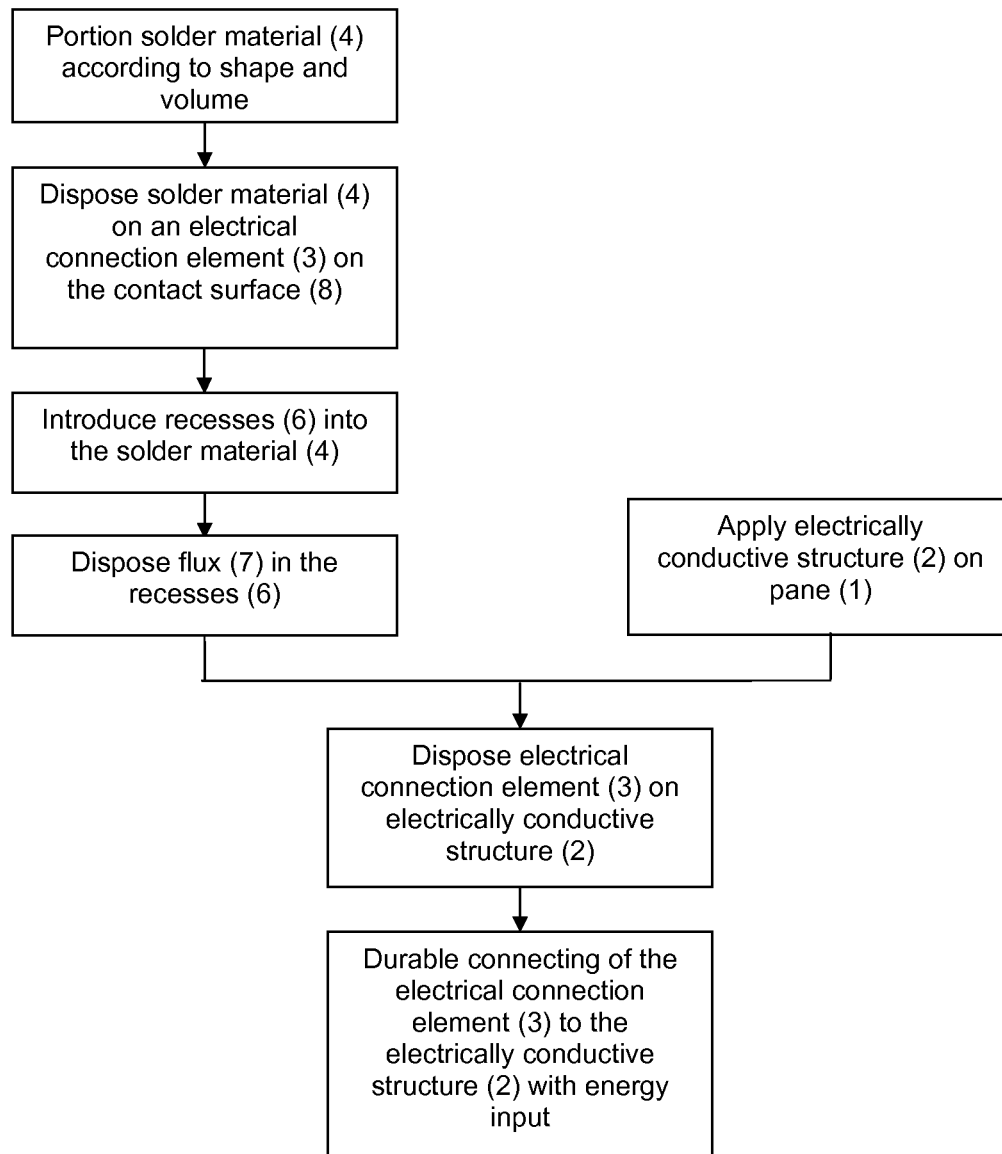 Portion solder material (4)
according to shape and
volume
Dispose solder material (4)
on an electrical
connection element (3) on
the contact surface (8)
Introduce recesses (6) into
the solder material (4)
Dispose flux (7) in the
recesses (6)
Apply electrically
conductive structure (2) on
pane (1)
Dispose electrical
connection element (3) on
electrically conductive
structure (2)
Durable connecting of the
electrical connection
element (3) to the
electrically conductive
structure (2) with energy
input